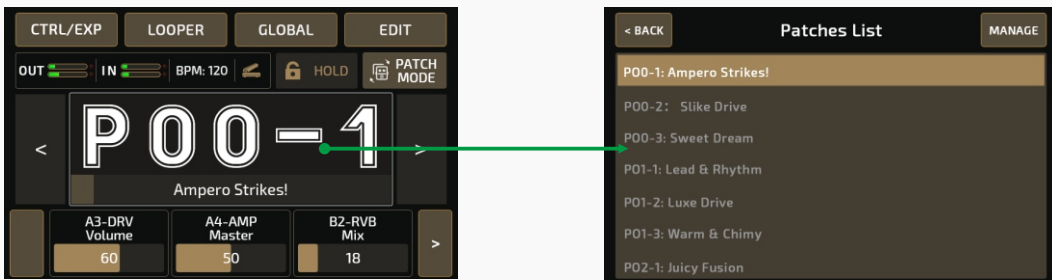 CTRL/EXP LOOPER GLOBAL EDIT
OUT IN BPM: 120 HOLD PATCH MODE
< P00-1 >
Ampero Strikes!
A3-DRV Volume A4-AMP Master B2-RVB Mix >
60 50 18
< BACK Patches List MANAGE
P00-1: Ampero Strikes!
P00-2: Slike Drive
P00-3: Sweet Dream
P01-1: Lead & Rhythm
P01-2: Luxe Drive
P01-3: Warm & Chimy
P02-1: Juicy Fusion